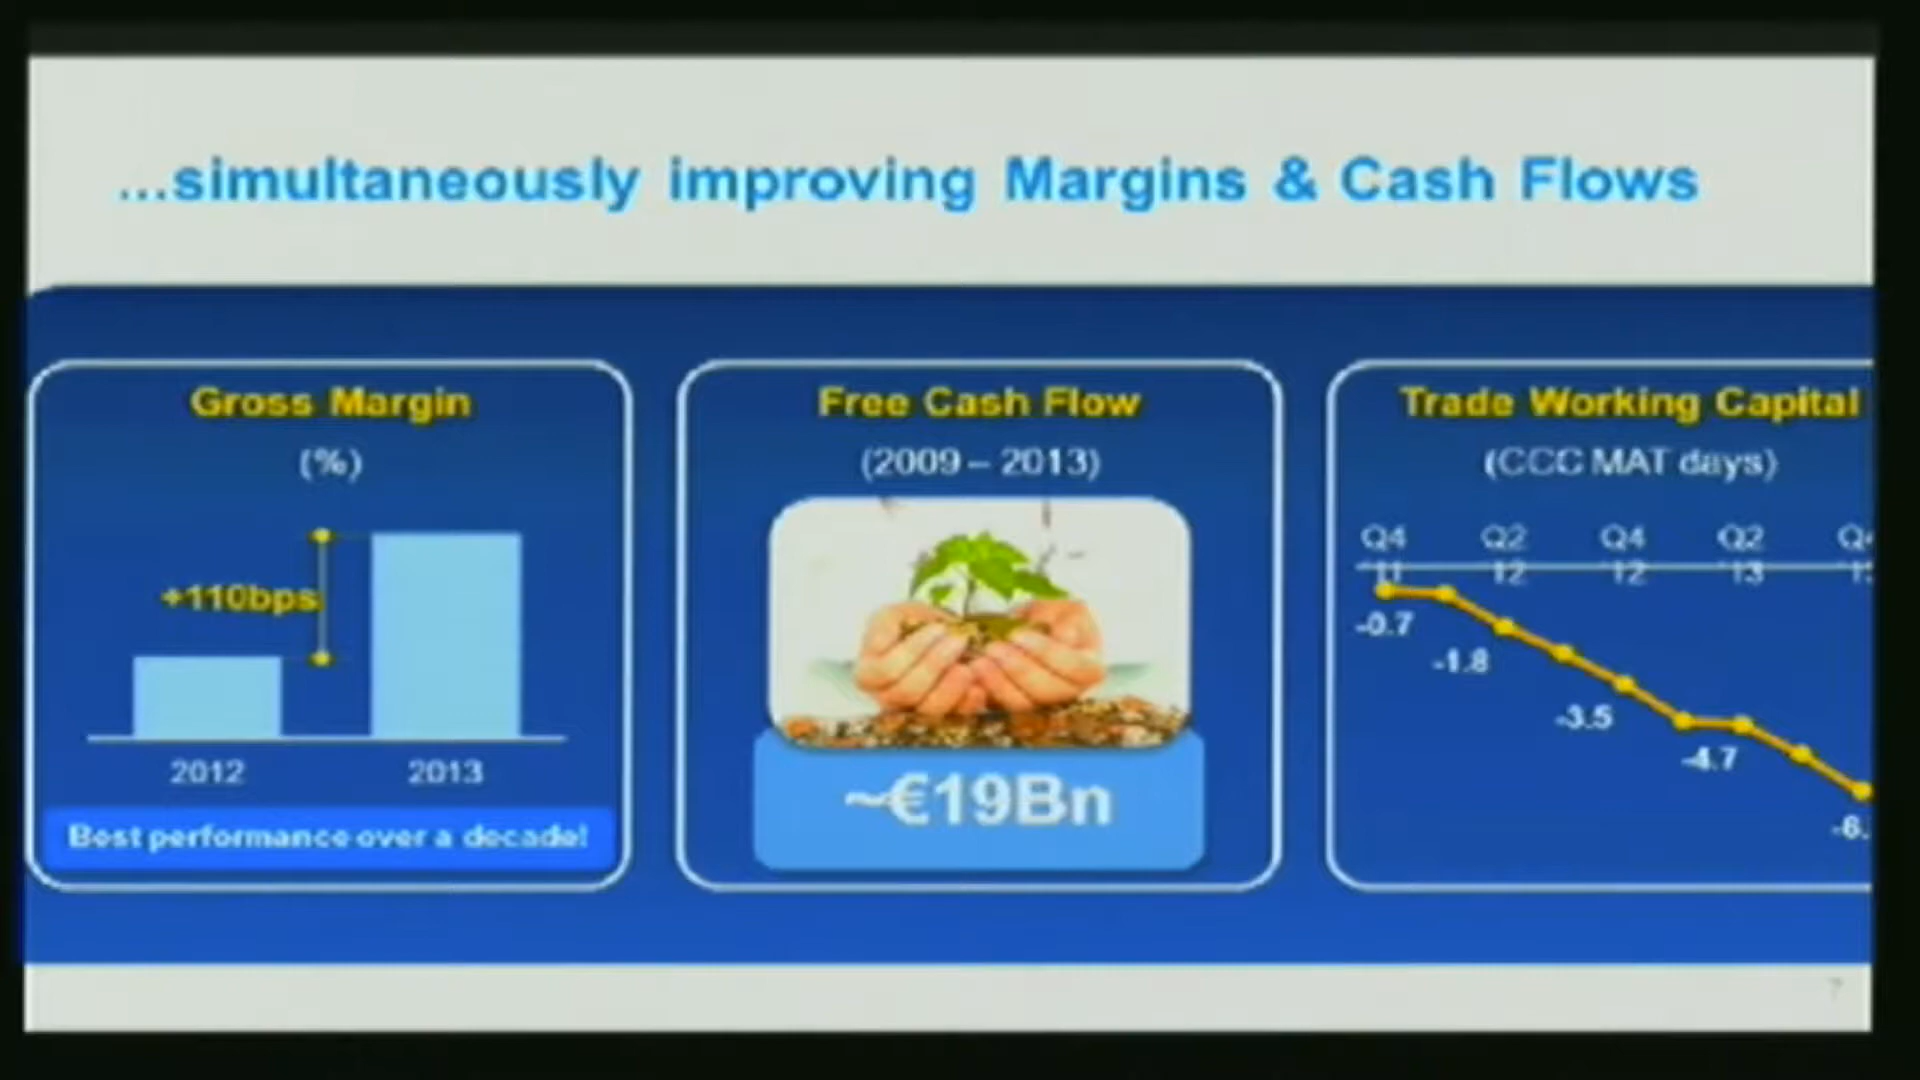 ...simultaneously improving Margins & Cash Flows
Gross Margin
(%)
+110bps
2012 2013
Best performance over a decade!
Free Cash Flow
(2009 – 2013)
~€19Bn
Trade Working Capital
(CCC MAT days)
Q4 Q2 Q4 Q2
'11 '12 '12 '13
-0.7
-1.8
-3.5
-4.7
-6.
7